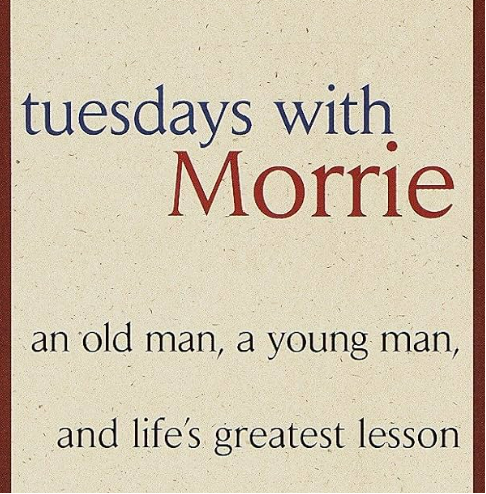 tuesdays with
Morrie
an old man, a young man,
and life's greatest lesson